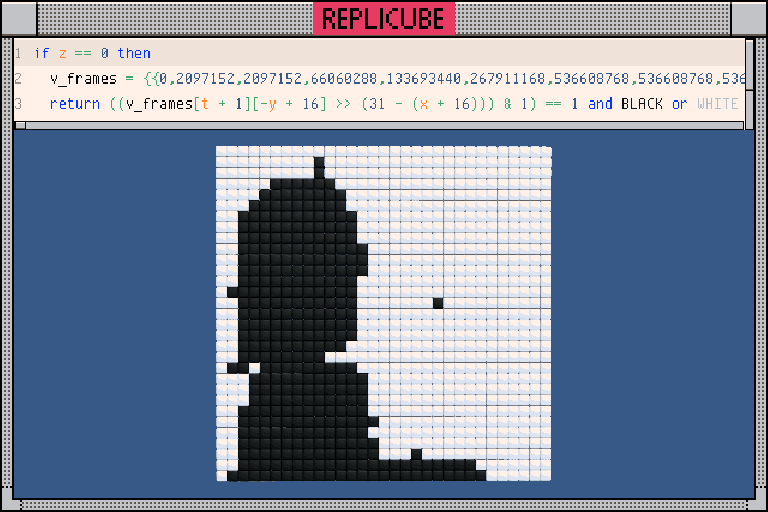 REPLICUBE
1 if z == 0 then
2 v_frames = {{0,2097152,2097152,66060288,133693440,267911168,536608768,536608768,536
3 return ((v_frames[t + 1][-y + 16] >> (31 - (x + 16))) & 1) == 1 and BLACK or WHITE